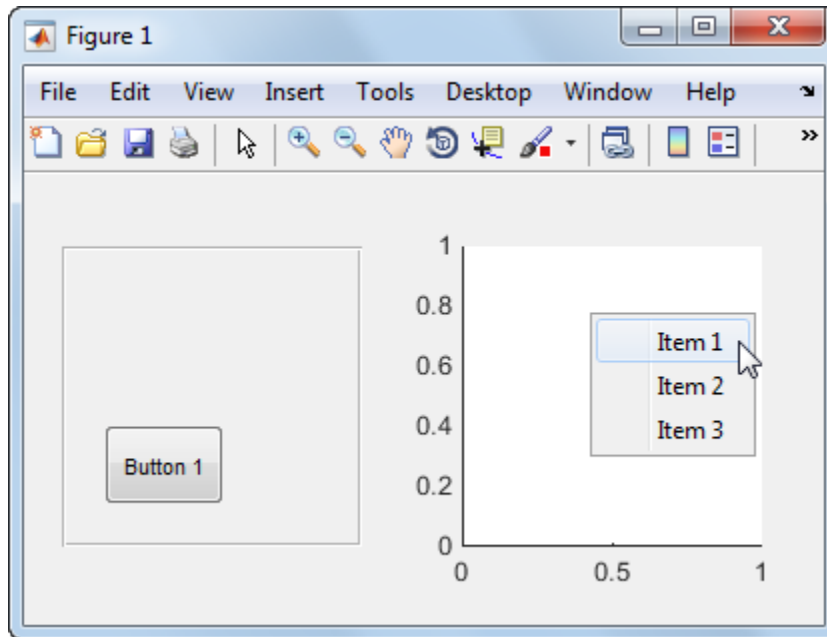 Figure 1
File Edit View Insert Tools Desktop Window Help
1
0.8
0.6
0.4
0.2
0
0 0.5 1
Button 1
Item 1
Item 2
Item 3